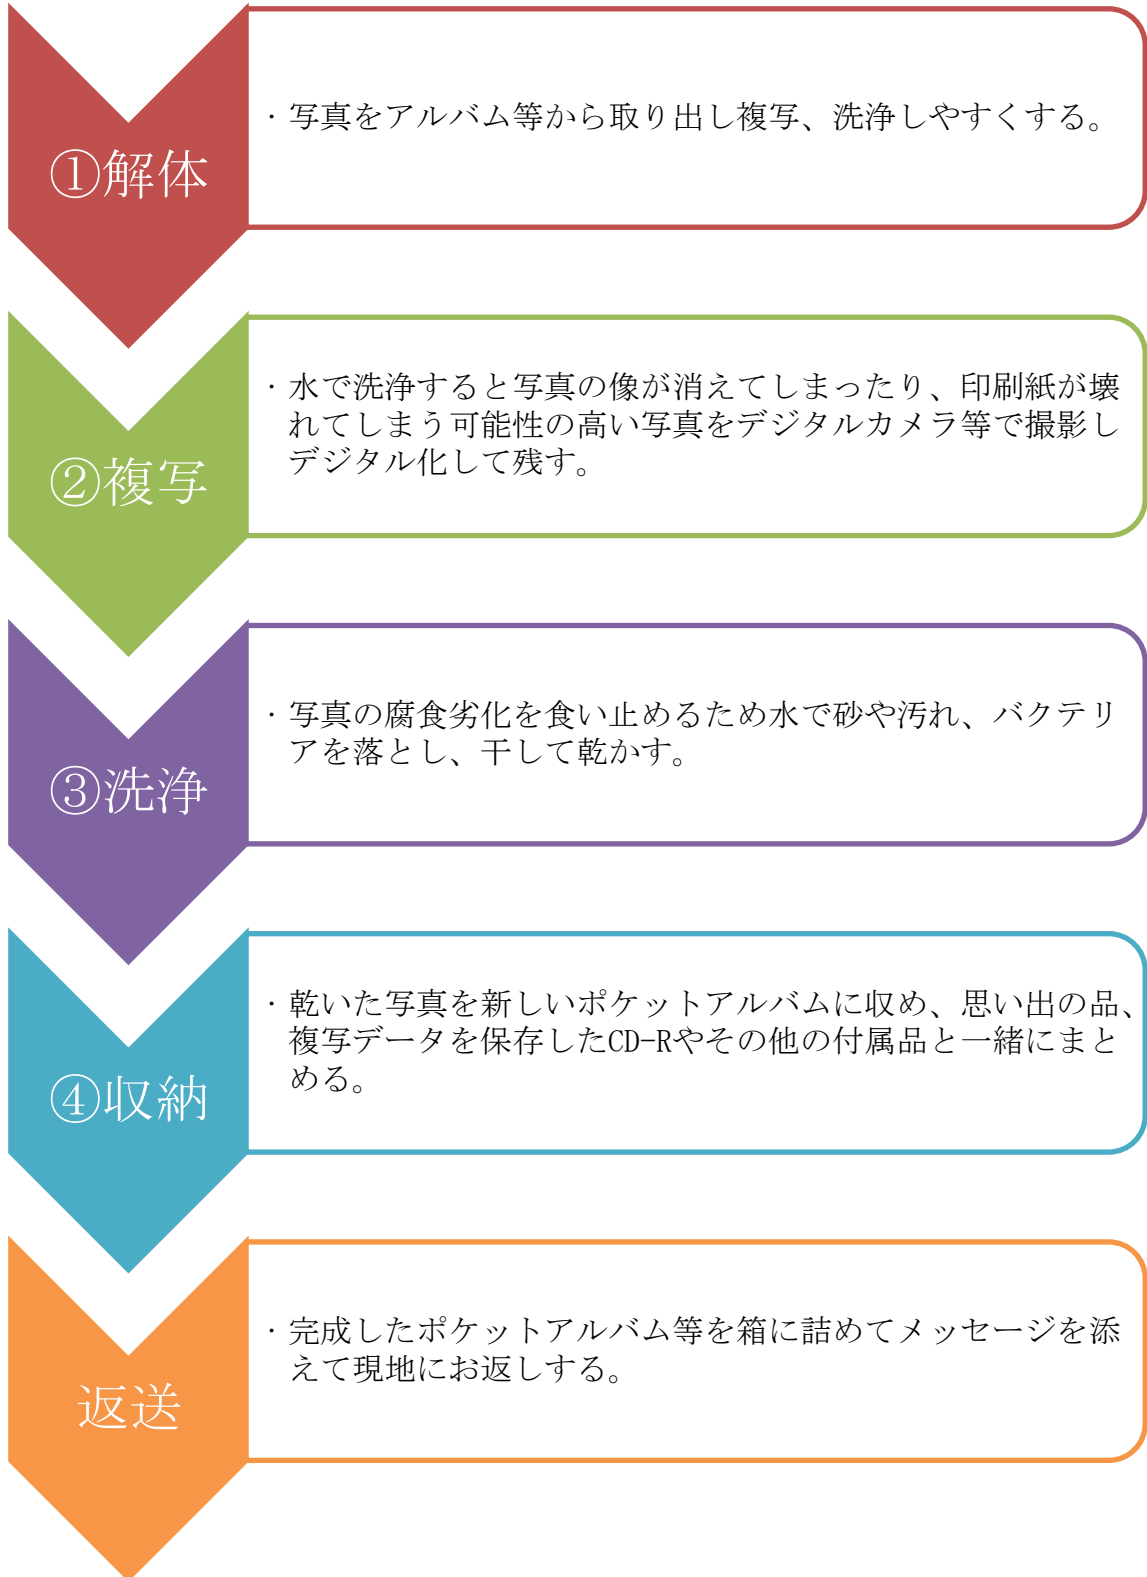 ①解体
・写真をアルバム等から取り出し複写、洗浄しやすくする。
②複写
・水で洗浄すると写真の像が消えてしまったり、印刷紙が壊
れてしまう可能性の高い写真をデジタルカメラ等で撮影し
デジタル化して残す。
③洗浄
・写真の腐食劣化を食い止めるため水で砂や汚れ、バクテリ
アを落とし、干して乾かす。
④収納
・乾いた写真を新しいポケットアルバムに収め、思い出の品、
複写データを保存したCD-Rやその他の付属品と一緒にまと
める。
返送
・完成したポケットアルバム等を箱に詰めてメッセージを添
えて現地にお返しする。